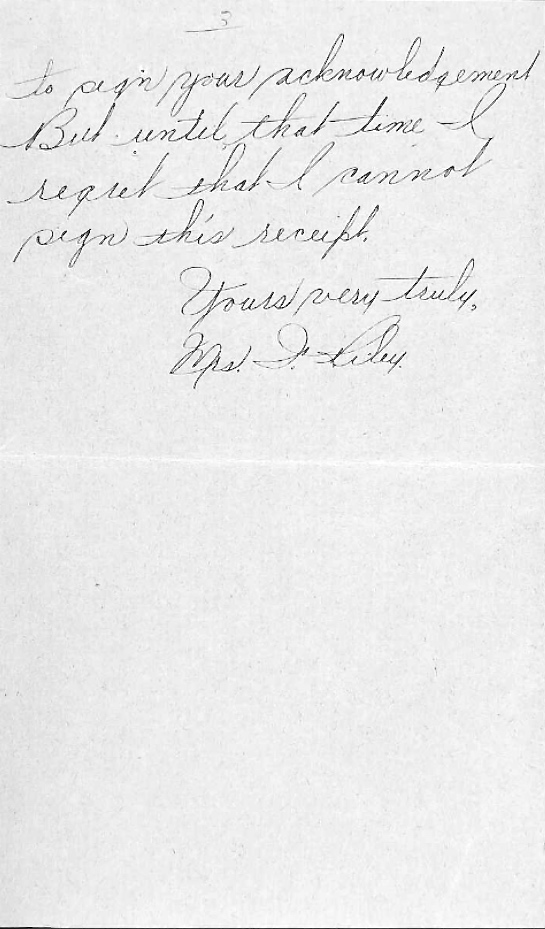 3
to sign your acknowledgement
But until that time I
regret that I cannot
sign this receipt.
Yours very truly,
Mrs. F. Riley.